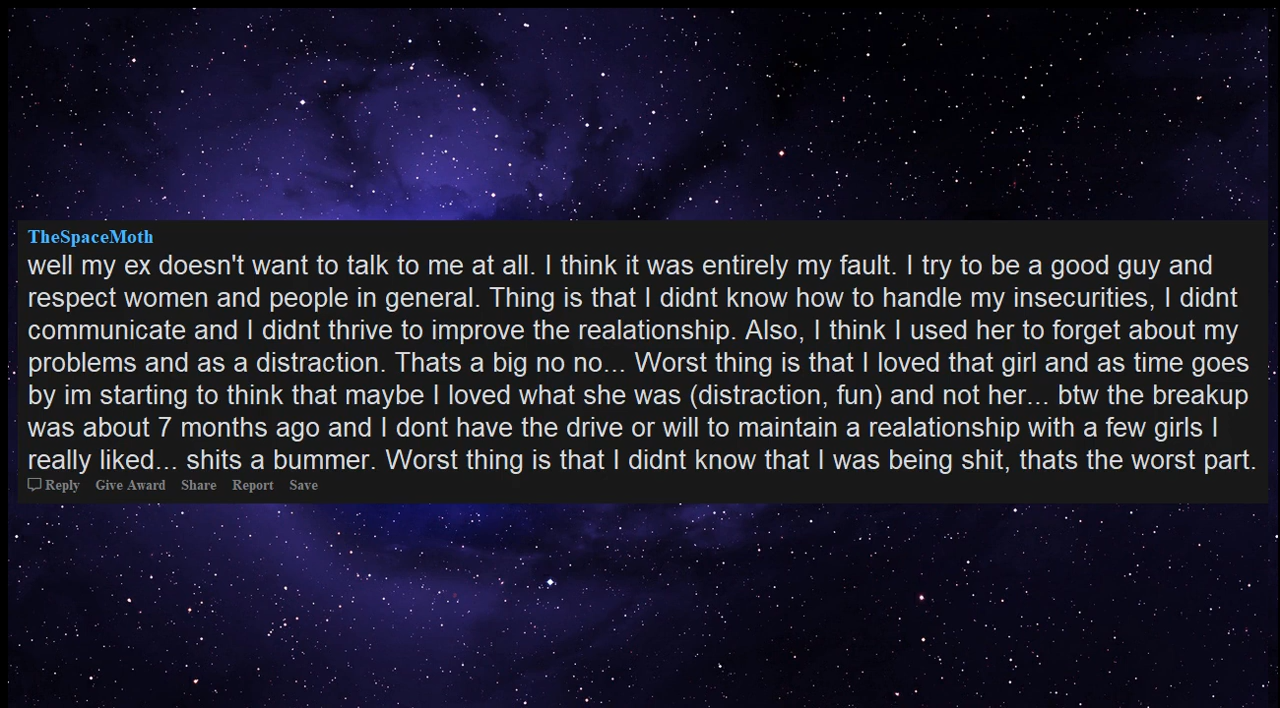 TheSpaceMoth
well my ex doesn't want to talk to me at all. I think it was entirely my fault. I try to be a good guy and
respect women and people in general. Thing is that I didnt know how to handle my insecurities, I didnt
communicate and I didnt thrive to improve the realationship. Also, I think I used her to forget about my
problems and as a distraction. Thats a big no no... Worst thing is that I loved that girl and as time goes
by im starting to think that maybe I loved what she was (distraction, fun) and not her... btw the breakup
was about 7 months ago and I dont have the drive or will to maintain a realationship with a few girls I
really liked... shits a bummer. Worst thing is that I didnt know that I was being shit, thats the worst part.
Reply Give Award Share Report Save